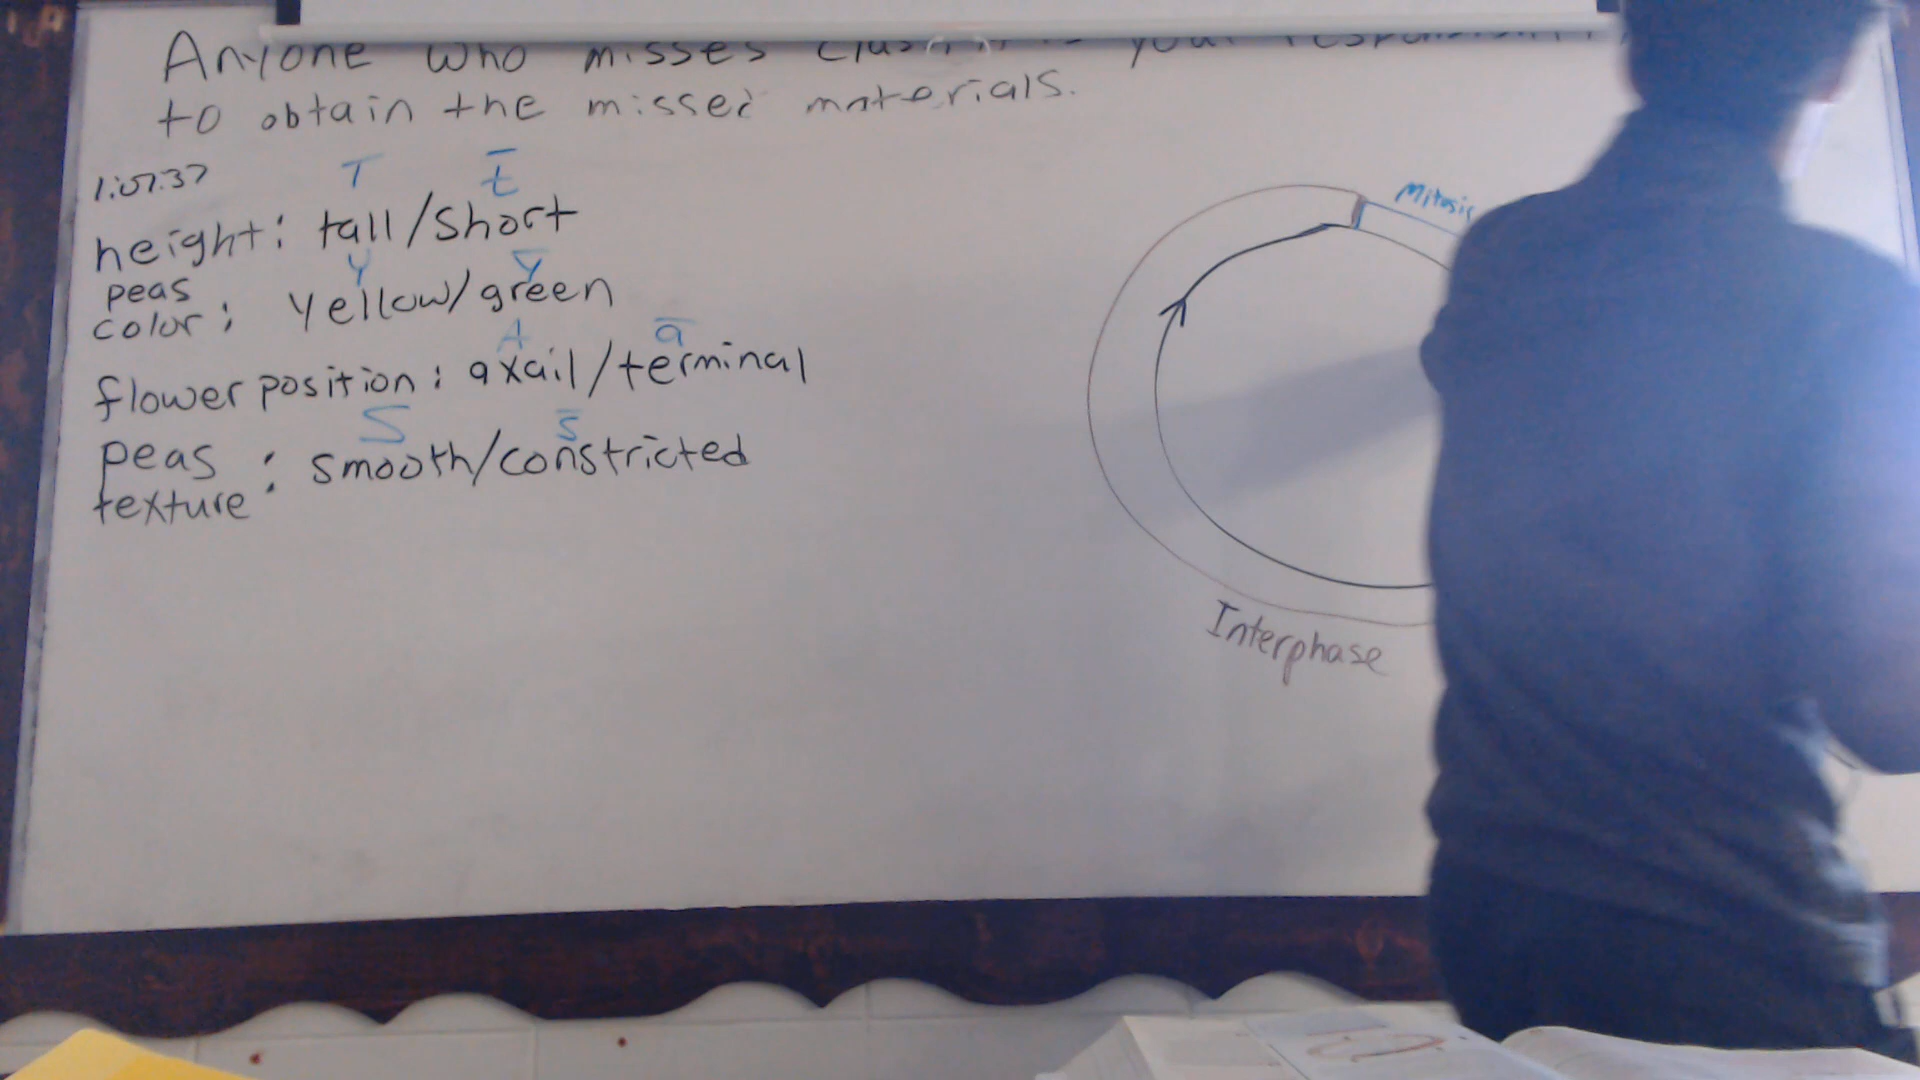 Anyone who misses class, it is your responsibility
to obtain the missed materials.
1:07:37
T t
height: tall/short
Y y
peas
color: yellow/green
A a
flower position: axail/terminal
S s
peas
texture: smooth/constricted
Mitosis
Interphase